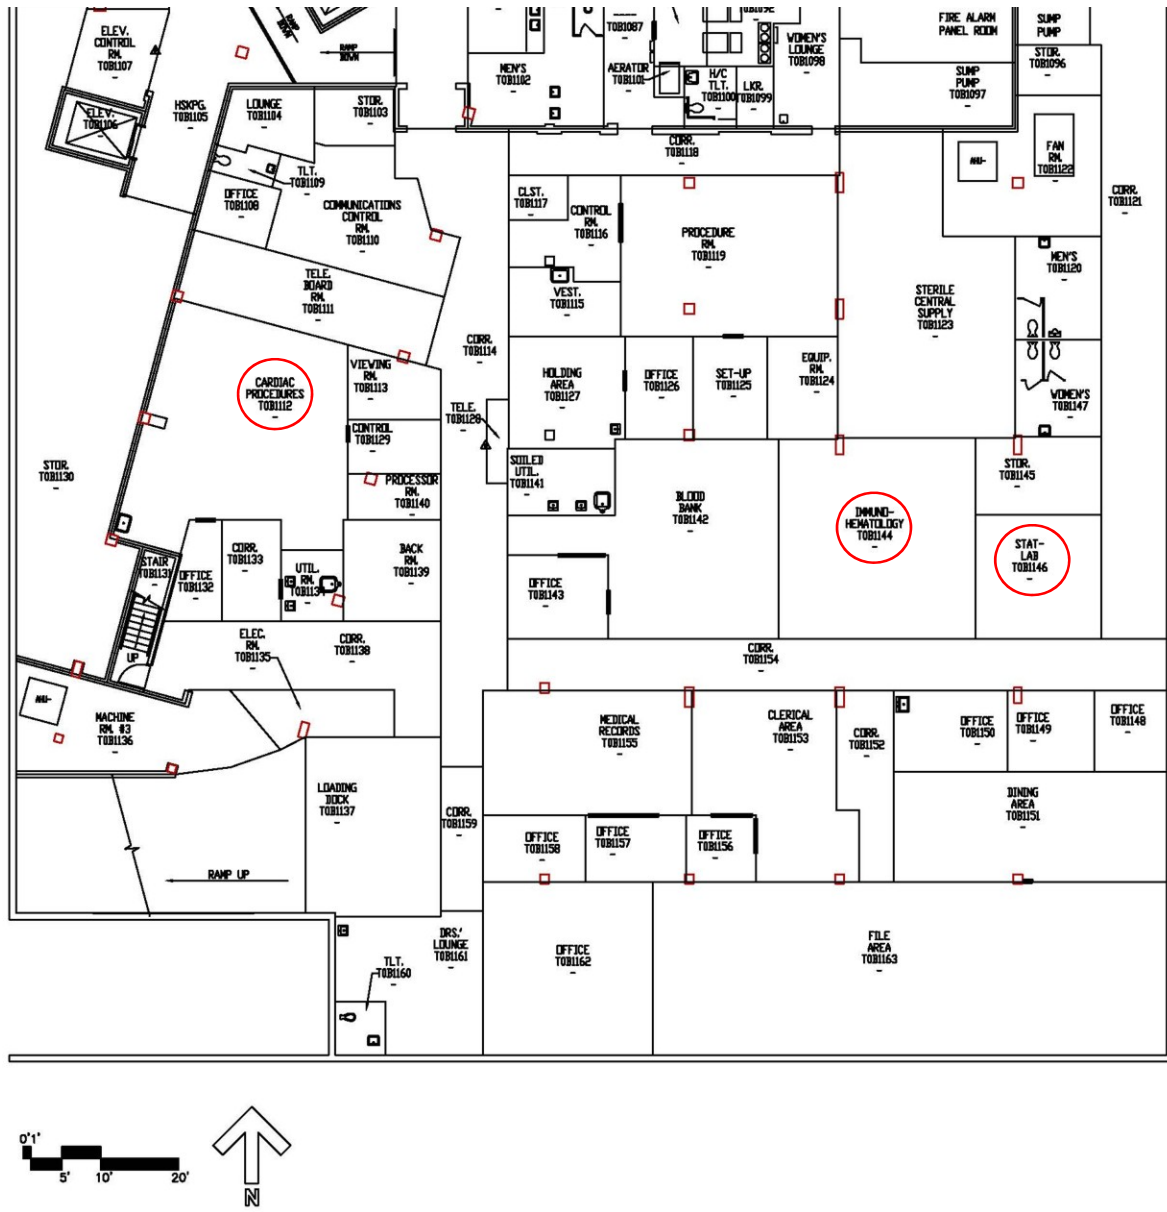 ELEV.
CONTROL
RM.
TOB1107
RAMP
DOWN
RAMP
DOWN
MEN'S
TOB1102
TOB1087
AERATOR
TOB1101
H/C
TLT.
TOB1100
LKR.
TOB1099
TOB1092
WOMEN'S
LOUNGE
TOB1098
FIRE ALARM
PANEL ROOM
SUMP
PUMP
STOR.
TOB1096
SUMP
PUMP
TOB1097
ELEV.
TOB1106
HSKPG.
TOB1105
LOUNGE
TOB1104
STOR.
TOB1103
TLT.
TOB1109
OFFICE
TOB1108
COMMUNICATIONS
CONTROL
RM.
TOB1110
TELE.
BOARD
RM.
TOB1111
CORR.
TOB1118
CLST.
TOB1117
CONTROL
RM.
TOB1116
PROCEDURE
RM.
TOB1119
VEST.
TOB1115
AHU-
FAN
RM.
TOB1122
CORR.
TOB1121
MEN'S
TOB1120
STERILE
CENTRAL
SUPPLY
TOB1123
CORR.
TOB1114
VIEWING
RM.
TOB1113
CARDIAC
PROCEDURES
TOB1112
HOLDING
AREA
TOB1127
OFFICE
TOB1126
SET-UP
TOB1125
EQUIP.
RM.
TOB1124
WOMEN'S
TOB1147
TELE.
TOB1128
CONTROL
TOB1129
STOR.
TOB1130
PROCESSOR
RM.
TOB1140
SOILED
UTIL.
TOB1141
BLOOD
BANK
TOB1142
IMMUNO-
HEMATOLOGY
TOB1144
STOR.
TOB1145
STAT-
LAB
TOB1146
STAIR
TOB1131
UP
OFFICE
TOB1132
CORR.
TOB1133
UTIL.
RM.
TOB1134
BACK
RM.
TOB1139
OFFICE
TOB1143
ELEC.
RM.
TOB1135
CORR.
TOB1138
CORR.
TOB1154
AHU-
MACHINE
RM. #3
TOB1136
MEDICAL
RECORDS
TOB1155
CLERICAL
AREA
TOB1153
CORR.
TOB1152
OFFICE
TOB1150
OFFICE
TOB1149
OFFICE
TOB1148
LOADING
DOCK
TOB1137
CORR.
TOB1159
DINING
AREA
TOB1151
OFFICE
TOB1158
OFFICE
TOB1157
OFFICE
TOB1156
RAMP UP
DRS.'
LOUNGE
TOB1161
TLT.
TOB1160
OFFICE
TOB1162
FILE
AREA
TOB1163
0'1'
5' 10' 20'
N